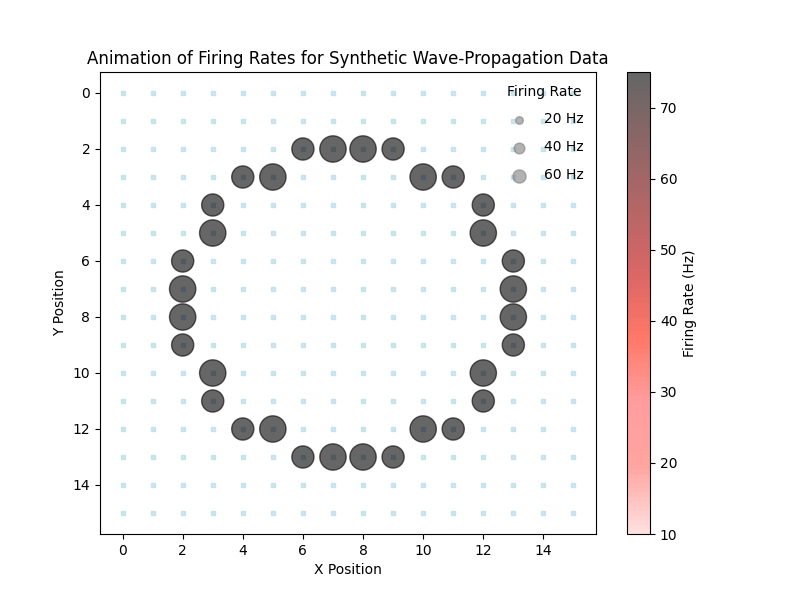 Animation of Firing Rates for Synthetic Wave-Propagation Data
Firing Rate
20 Hz
40 Hz
60 Hz
0
2
4
6
8
10
12
14
Y Position
0 2 4 6 8 10 12 14
X Position
70
60
50
40
30
20
10
Firing Rate (Hz)